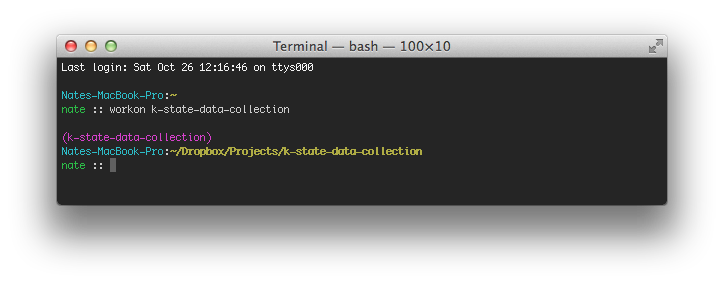 Terminal — bash — 100×10
Last login: Sat Oct 26 12:16:46 on ttys000
Nates-MacBook-Pro:~
nate :: workon k-state-data-collection
(k-state-data-collection)
Nates-MacBook-Pro:~/Dropbox/Projects/k-state-data-collection
nate ::